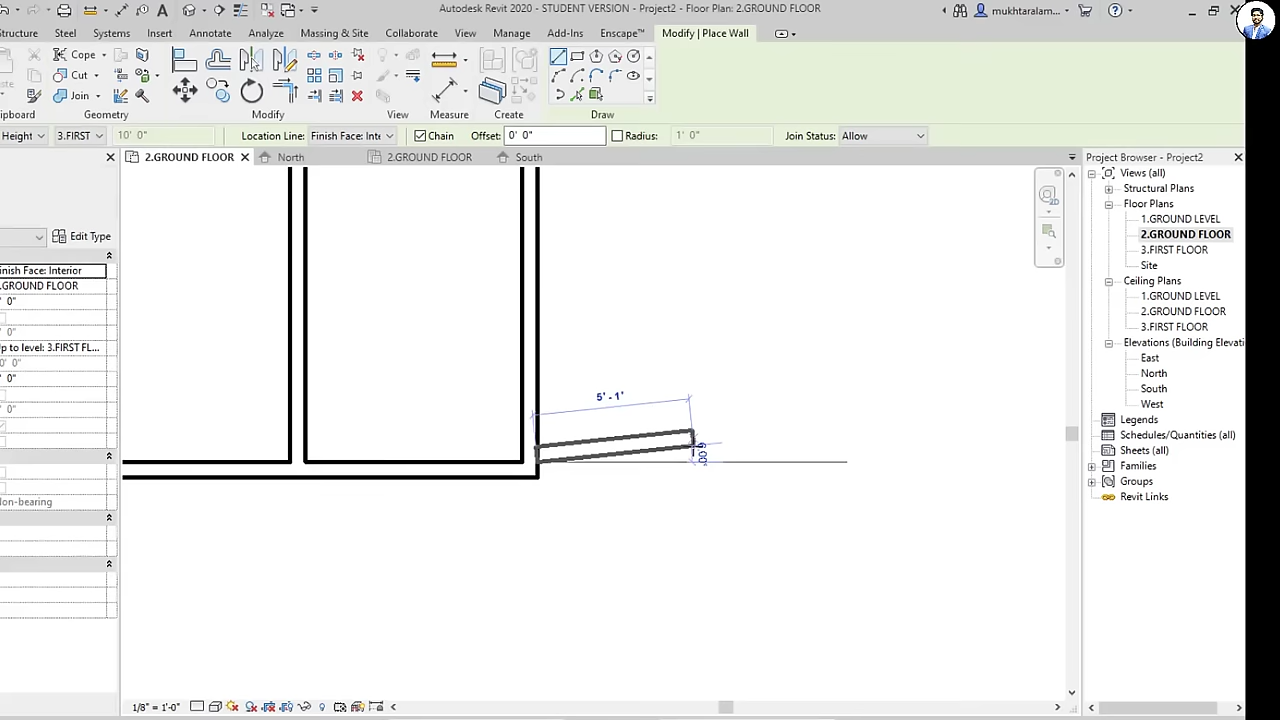 Autodesk Revit 2020 - STUDENT VERSION - Project2 - Floor Plan: 2.GROUND FLOOR
mukhtaralam...
Structure Steel Systems Insert Annotate Analyze Massing & Site Collaborate View Manage Add-Ins Enscape™ Modify | Place Wall
Cope
Cut
Join
Geometry Modify View Measure Create Draw
Height 3.FIRST 10' 0" Location Line: Finish Face: Inte Chain Offset: 0' 0" Radius: 1' 0" Join Status: Allow
2.GROUND FLOOR North 2.GROUND FLOOR South
Project Browser - Project2
Views (all)
Structural Plans
Floor Plans
1.GROUND LEVEL
2.GROUND FLOOR
3.FIRST FLOOR
Site
Ceiling Plans
1.GROUND LEVEL
2.GROUND FLOOR
3.FIRST FLOOR
Elevations (Building Elevati
East
North
South
West
Legends
Schedules/Quantities (all)
Sheets (all)
Families
Groups
Revit Links
Edit Type
inish Face: Interior
.GROUND FLOOR
' 0"
' 0"
Up to level: 3.FIRST FL...
0' 0"
' 0"
' 0"
Non-bearing
5' - 1"
2D
1/8" = 1'-0"